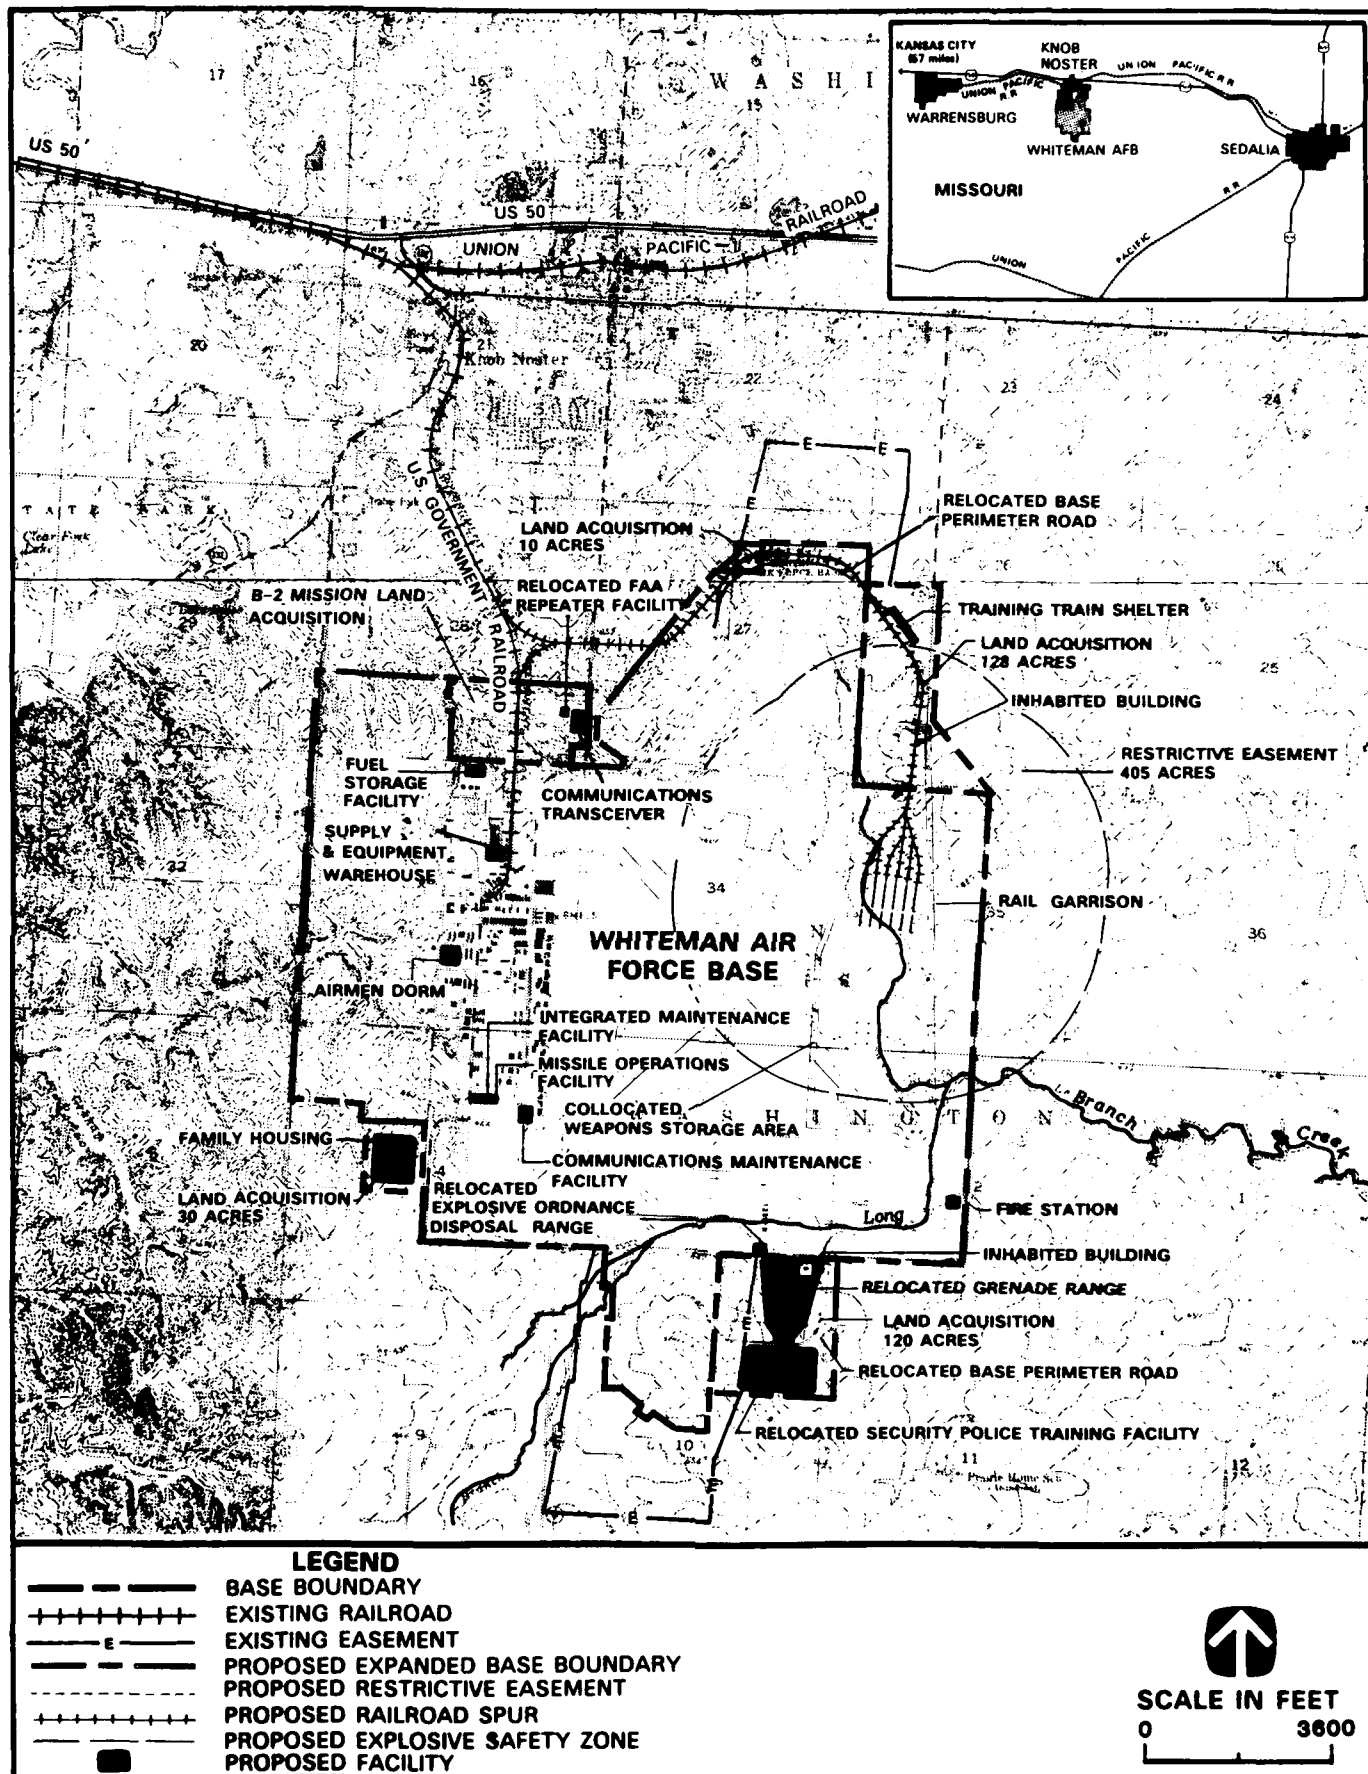 KANSAS CITY
(67 miles)
KNOB
NOSTER
UNION PACIFIC R R
UNION PACIFIC
R R
WARRENSBURG
WHITEMAN AFB
SEDALIA
MISSOURI
R R
PACIFIC
UNION
17
16
15
W A S H I
US 50
US 50
RAILROAD
UNION
PACIFIC
20
21
Knob Noster
22
23
24
E
E
E
U.S. GOVERNMENT RAILROAD
T A T E P A R K
Clear Fork
Lake
RELOCATED BASE
PERIMETER ROAD
LAND ACQUISITION
10 ACRES
RELOCATED FAA
REPEATER FACILITY
B-2 MISSION LAND
ACQUISITION
29
28
27
26
25
TRAINING TRAIN SHELTER
LAND ACQUISITION
128 ACRES
INHABITED BUILDING
RESTRICTIVE EASEMENT
405 ACRES
FUEL
STORAGE
FACILITY
COMMUNICATIONS
TRANSCEIVER
SUPPLY
& EQUIPMENT
WAREHOUSE
32
34
35
36
RAIL GARRISON
WHITEMAN AIR
FORCE BASE
AIRMEN DORM
INTEGRATED MAINTENANCE
FACILITY
MISSILE OPERATIONS
FACILITY
COLLOCATED
WEAPONS STORAGE AREA
S H I N G T O N
Branch
Creek
FAMILY HOUSING
COMMUNICATIONS MAINTENANCE
FACILITY
LAND ACQUISITION
30 ACRES
4
RELOCATED
EXPLOSIVE ORDNANCE
DISPOSAL RANGE
Long
2
1
FIRE STATION
INHABITED BUILDING
RELOCATED GRENADE RANGE
LAND ACQUISITION
120 ACRES
E
RELOCATED BASE PERIMETER ROAD
RELOCATED SECURITY POLICE TRAINING FACILITY
9
10
11
12
E
E
LEGEND
BASE BOUNDARY
EXISTING RAILROAD
E EXISTING EASEMENT
PROPOSED EXPANDED BASE BOUNDARY
PROPOSED RESTRICTIVE EASEMENT
PROPOSED RAILROAD SPUR
PROPOSED EXPLOSIVE SAFETY ZONE
PROPOSED FACILITY
SCALE IN FEET
0 3600